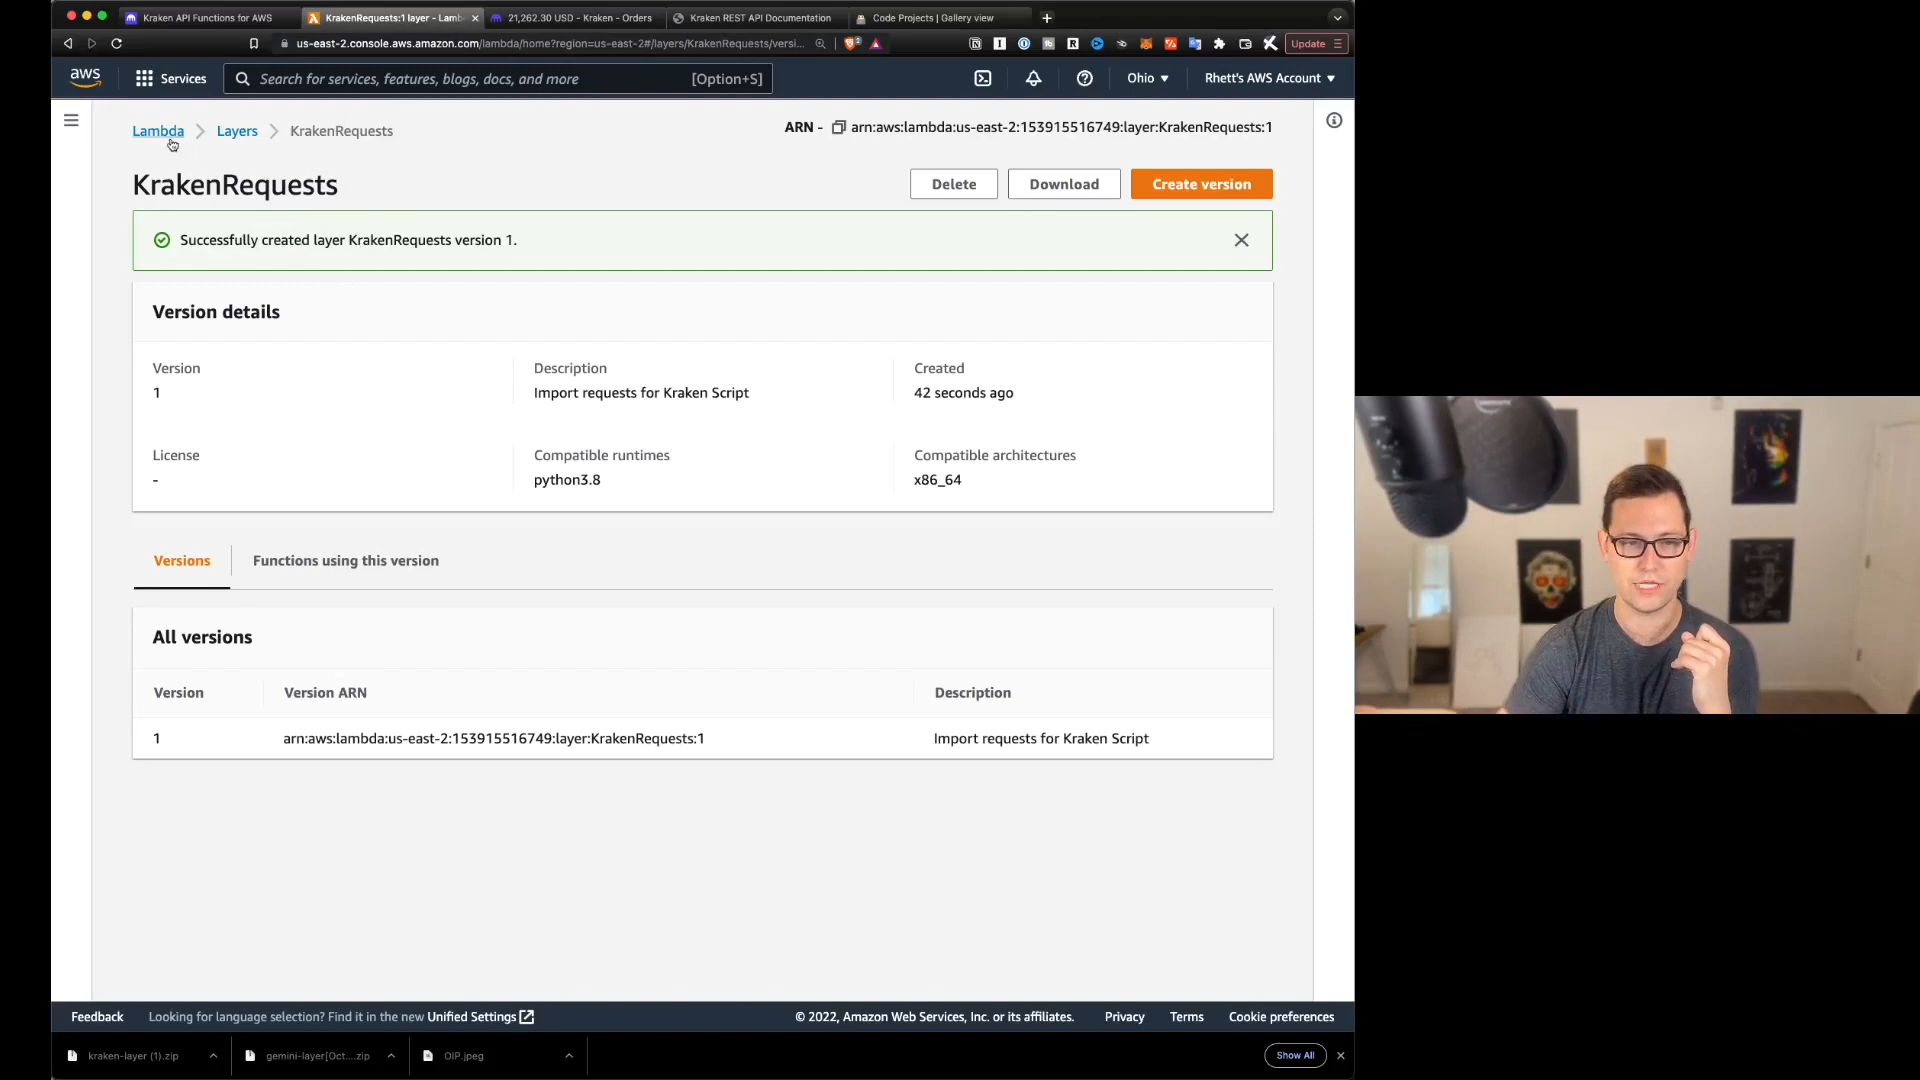 Kraken API Functions for AWS
KrakenRequests:1 layer - Lamb
21,262.30 USD - Kraken - Orders
Kraken REST API Documentation
Code Projects | Gallery view
us-east-2.console.aws.amazon.com/lambda/home?region=us-east-2#/layers/KrakenRequests/versi...
Update
aws
Services
Search for services, features, blogs, docs, and more
[Option+S]
Ohio
Rhett's AWS Account
Lambda
Layers
KrakenRequests
ARN - arn:aws:lambda:us-east-2:153915516749:layer:KrakenRequests:1
KrakenRequests
Delete
Download
Create version
Successfully created layer KrakenRequests version 1.
Version details
Version
Description
Created
1
Import requests for Kraken Script
42 seconds ago
License
Compatible runtimes
Compatible architectures
-
python3.8
x86_64
Versions
Functions using this version
All versions
Version
Version ARN
Description
1
arn:aws:lambda:us-east-2:153915516749:layer:KrakenRequests:1
Import requests for Kraken Script
Feedback
Looking for language selection? Find it in the new Unified Settings
© 2022, Amazon Web Services, Inc. or its affiliates.
Privacy
Terms
Cookie preferences
kraken-layer (1).zip
gemini-layer[Oct....zip
OIP.jpeg
Show All